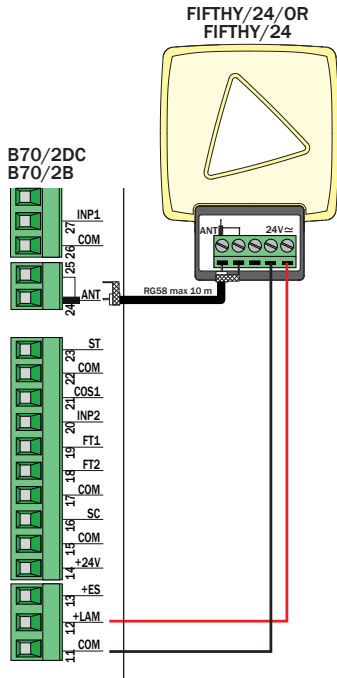 FIFTHY/24/OR
FIFTHY/24
B70/2DC
B70/2B
ANT
24V≃
27 INP1
26 COM
25
24 ANT
RG58 max 10 m
23 ST
22 COM
21 COS1
20 INP2
19 FT1
18 FT2
17 COM
16 SC
15 COM
14 +24V
13 +ES
12 +LAM
11 COM